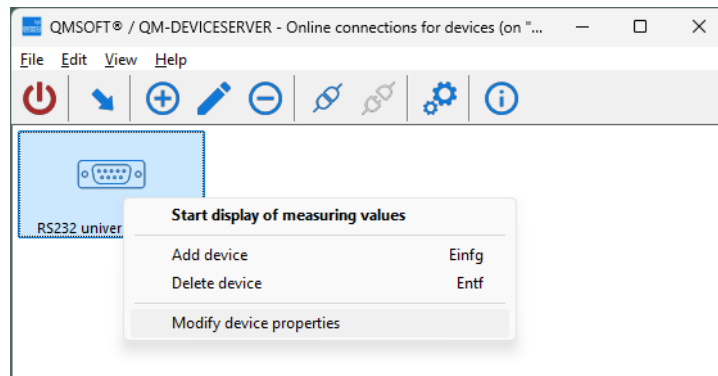 QMSOFT® / QM-DEVICESERVER - Online connections for devices (on "...
File Edit View Help
RS232 univer
Start display of measuring values
Add device Einfg
Delete device Entf
Modify device properties